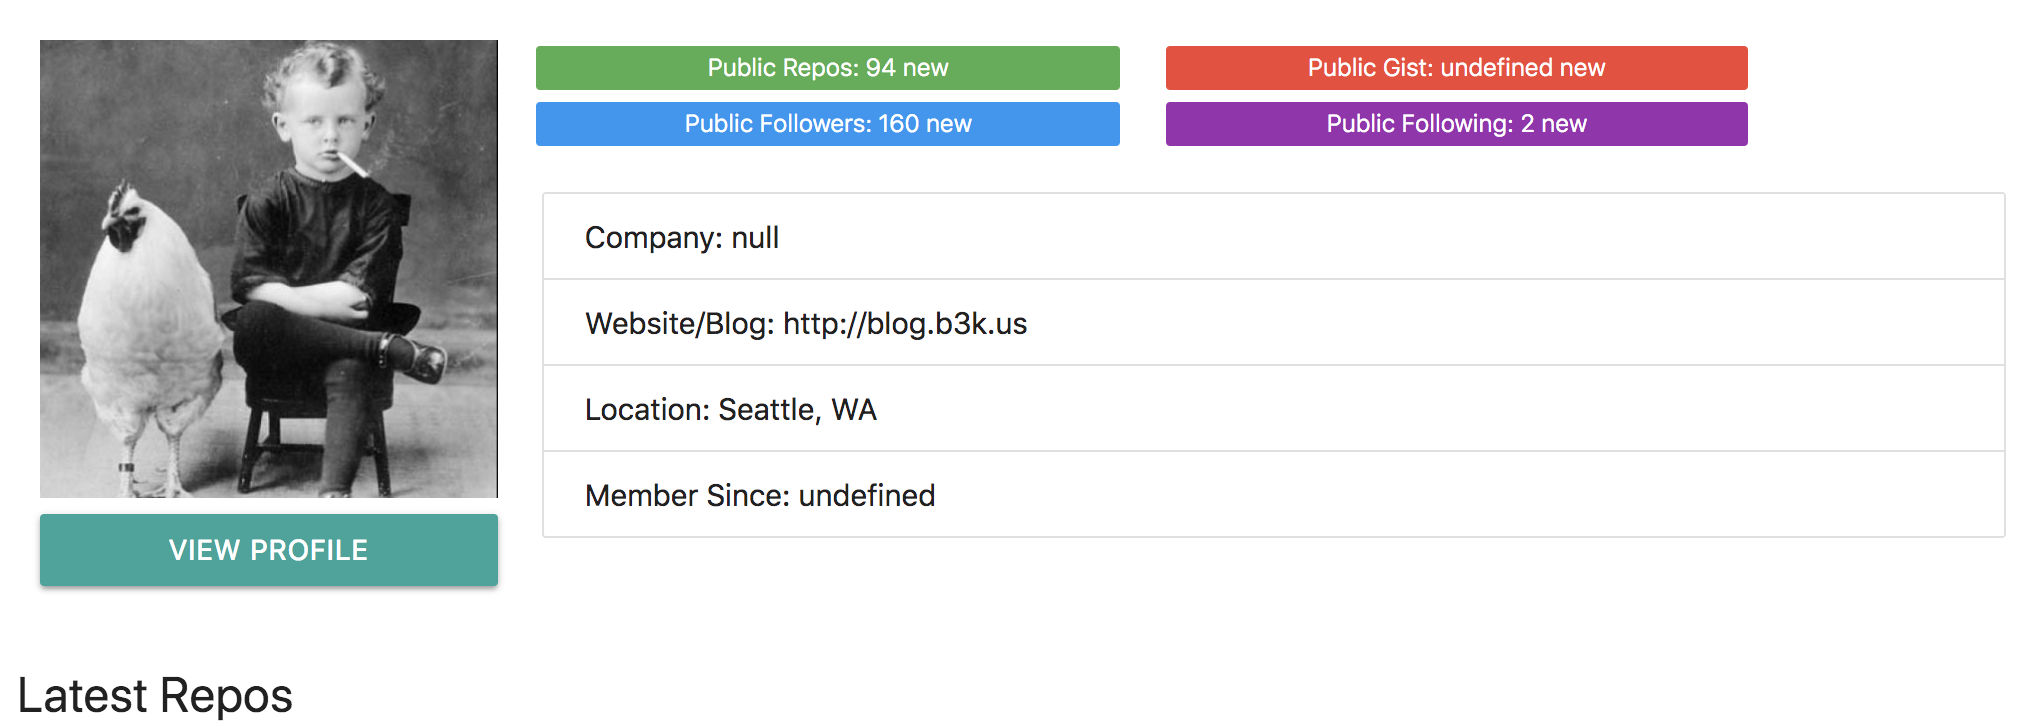 Public Repos: 94 new
Public Gist: undefined new
Public Followers: 160 new
Public Following: 2 new
Company: null
Website/Blog: http://blog.b3k.us
Location: Seattle, WA
Member Since: undefined
VIEW PROFILE
Latest Repos